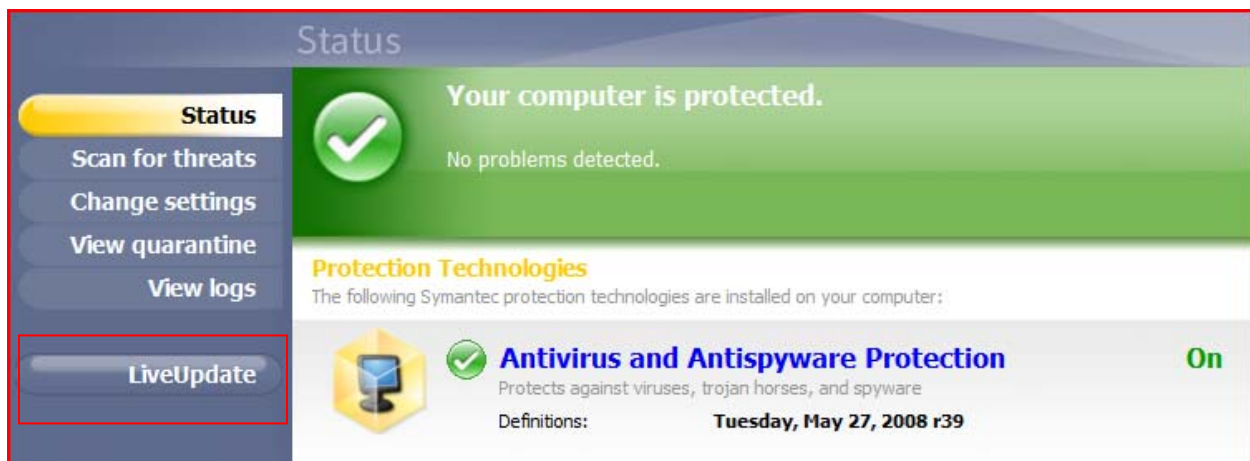 Status
Status
Scan for threats
Change settings
View quarantine
View logs
LiveUpdate
Your computer is protected.
No problems detected.
Protection Technologies
The following Symantec protection technologies are installed on your computer:
Antivirus and Antispyware Protection On
Protects against viruses, trojan horses, and spyware
Definitions: Tuesday, May 27, 2008 r39